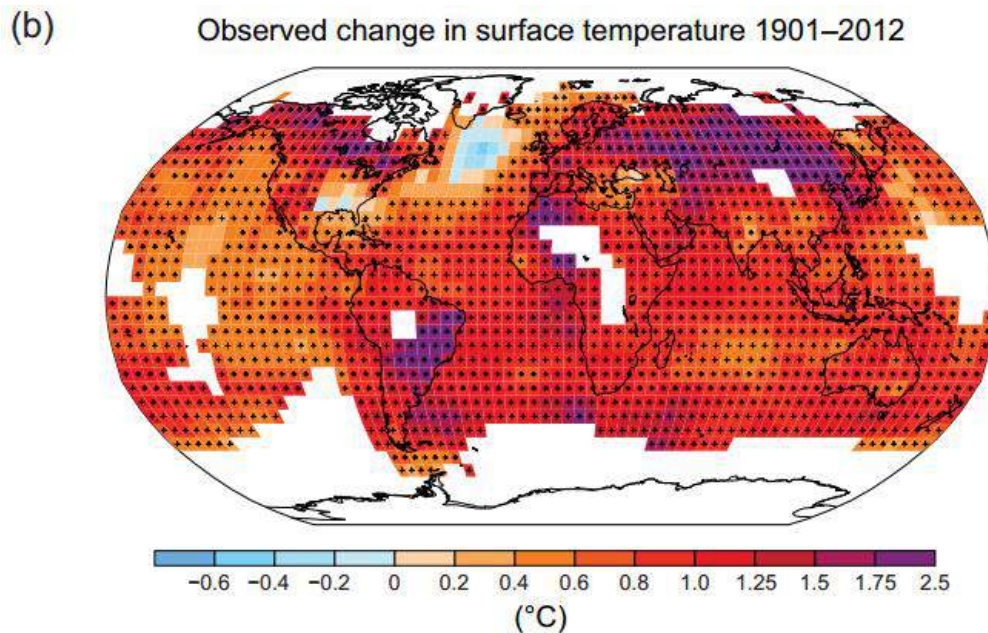 (b)
Observed change in surface temperature 1901–2012
−0.6 −0.4 −0.2 0 0.2 0.4 0.6 0.8 1.0 1.25 1.5 1.75 2.5
(°C)